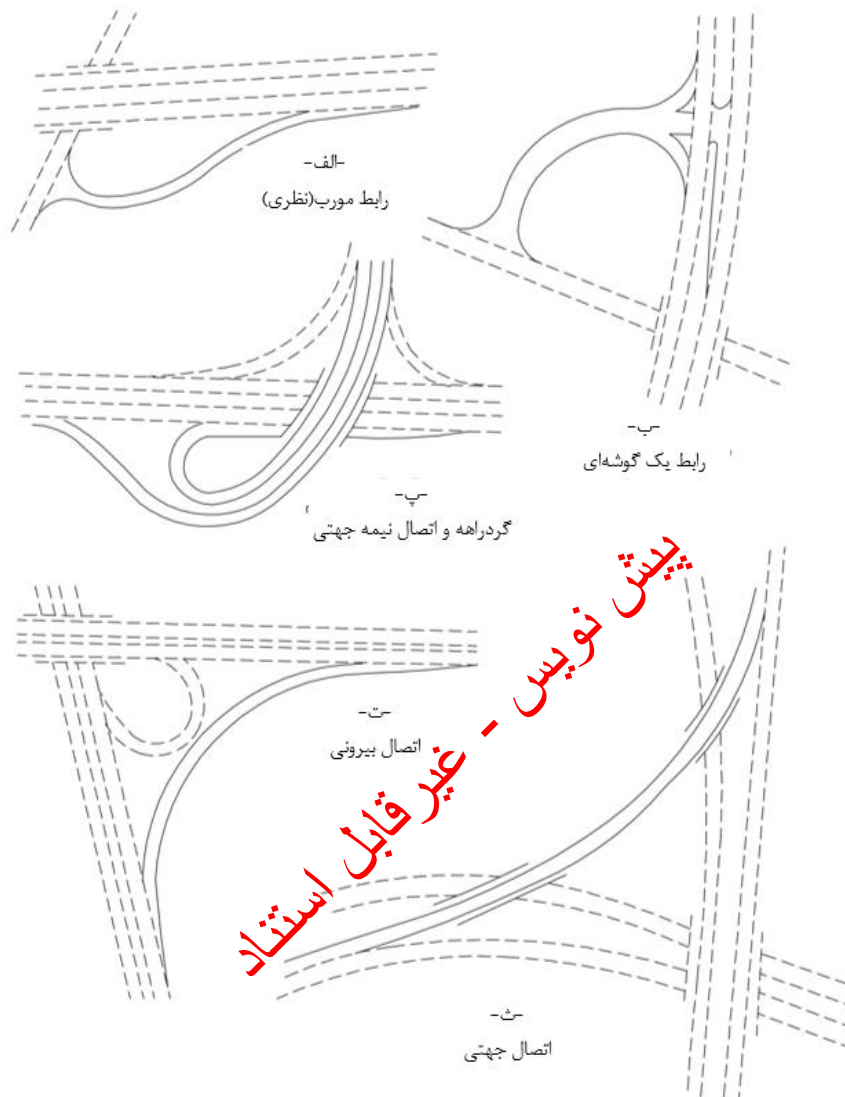 -الف-
رابط مورب(نظری)
-ب-
رابط یک گوشه‌ای
-پ-
گردراهه و اتصال نیمه جهتی
-ت-
اتصال بیرونی
-ث-
اتصال جهتی
پیش نویس - غیر قابل استناد